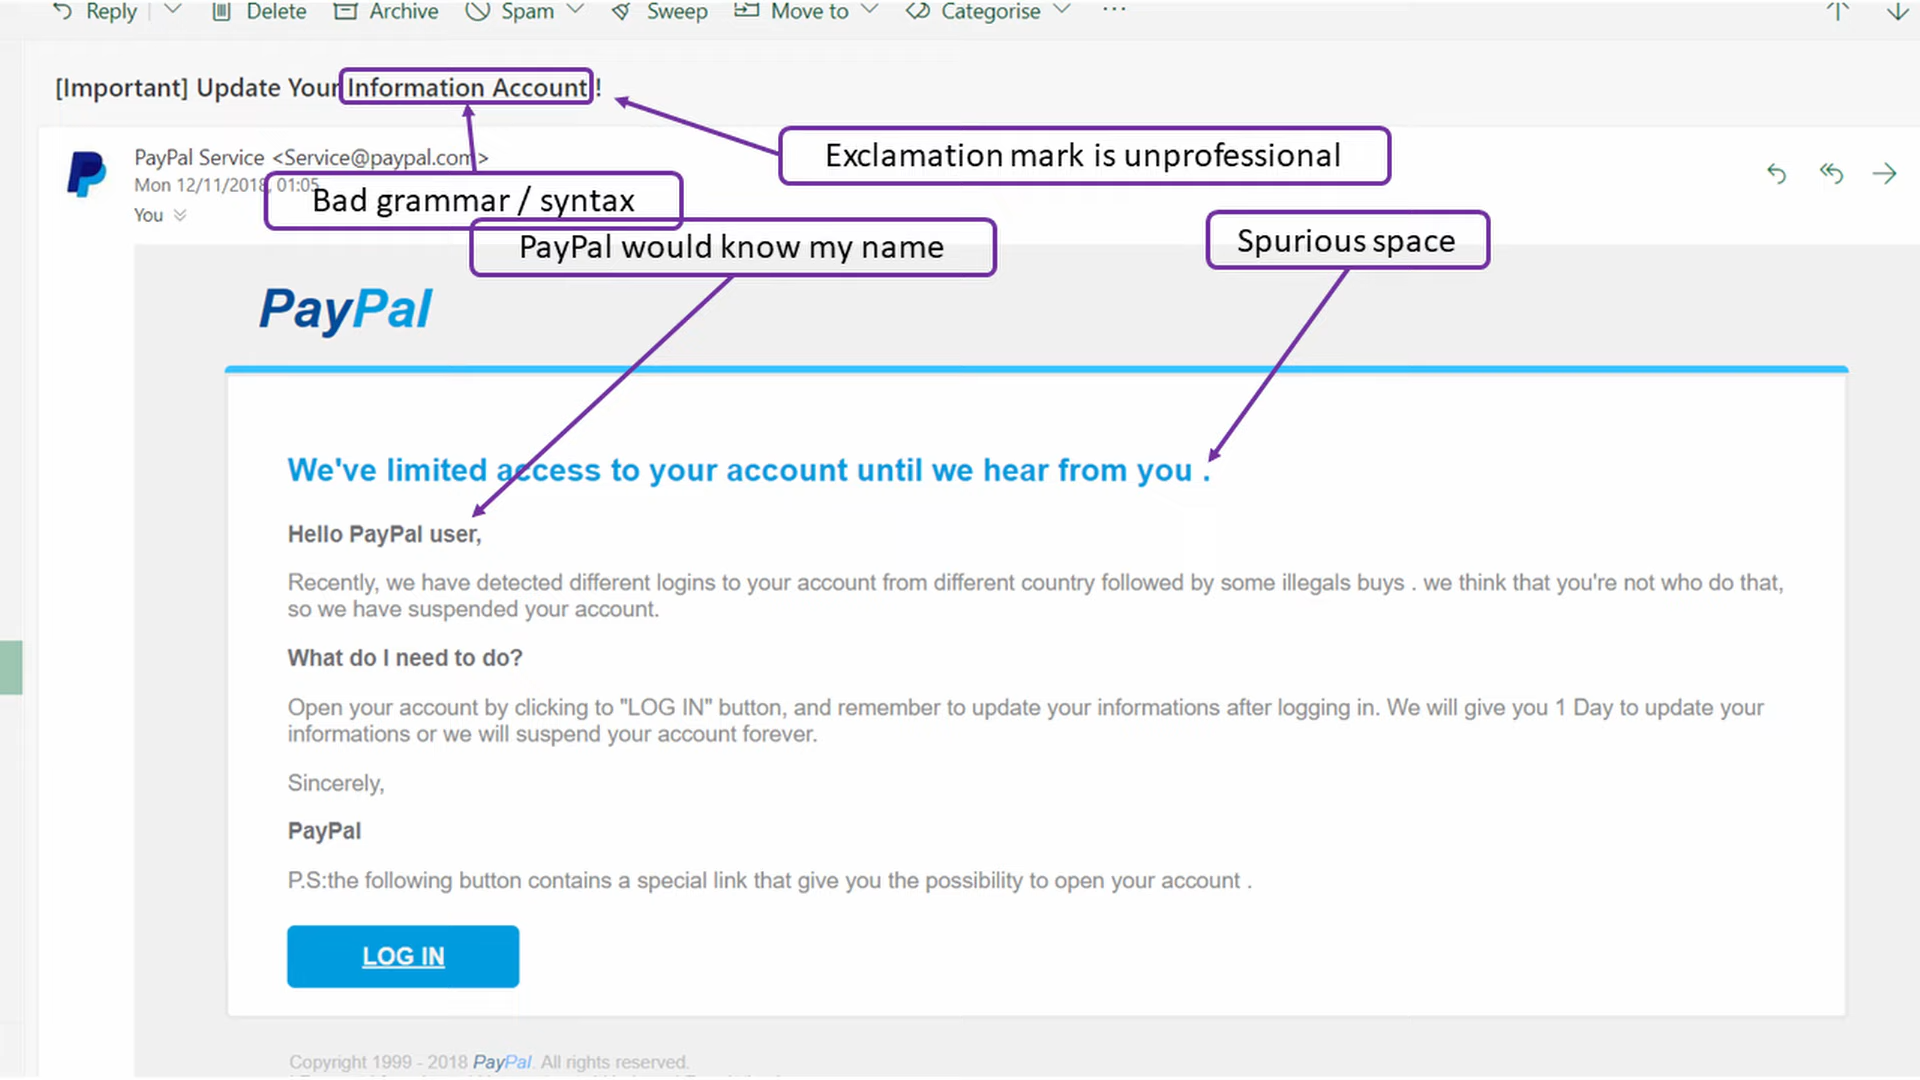 Reply Delete Archive Spam Sweep Move to Categorise ...
[Important] Update Your Information Account !
Exclamation mark is unprofessional
PayPal Service <Service@paypal.com>
Mon 12/11/2018, 01:05
Bad grammar / syntax
You
PayPal would know my name
Spurious space
PayPal
We've limited access to your account until we hear from you .
Hello PayPal user,
Recently, we have detected different logins to your account from different country followed by some illegals buys . we think that you're not who do that,
so we have suspended your account.
What do I need to do?
Open your account by clicking to "LOG IN" button, and remember to update your informations after logging in. We will give you 1 Day to update your
informations or we will suspend your account forever.
Sincerely,
PayPal
P.S:the following button contains a special link that give you the possibility to open your account .
LOG IN
Copyright 1999 - 2018 PayPal. All rights reserved.